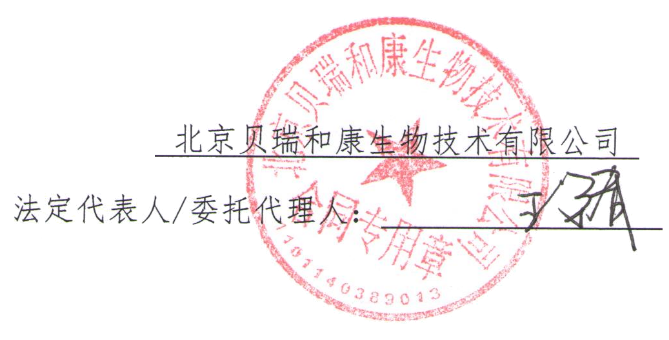 北京贝瑞和康生物技术有限公司
北京贝瑞和康生物技术有限公司
法定代表人/委托代理人：
合同专用章
1101140389013